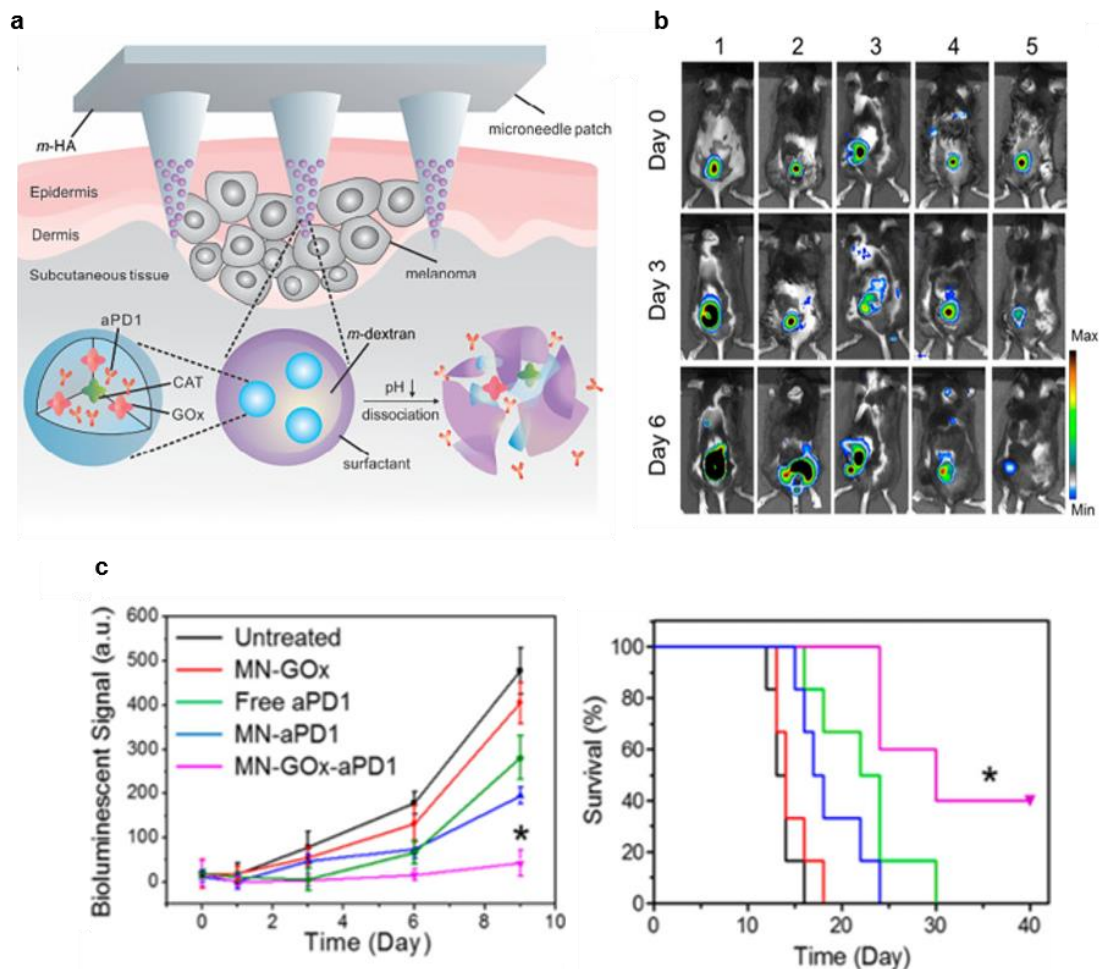 a
m-HA
microneedle patch
Epidermis
Dermis
Subcutaneous tissue
melanoma
aPD1
CAT
GOx
m-dextran
surfactant
pH ↓
dissociation
b
1 2 3 4 5
Day 0
Day 3
Day 6
Max
Min
c
Bioluminescent Signal (a.u.)
600
500
400
300
200
100
0
Untreated
MN-GOx
Free aPD1
MN-aPD1
MN-GOx-aPD1
*
0 2 4 6 8 10
Time (Day)
Survival (%)
100
80
60
40
20
0
*
0 10 20 30 40
Time (Day)